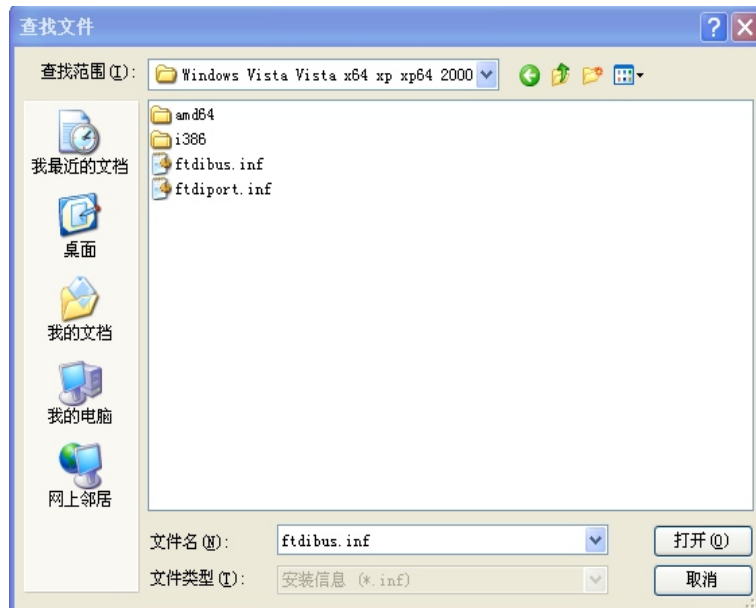 查找文件
查找范围(I): Windows Vista Vista x64 xp xp64 2000
amd64
i386
ftdibus.inf
ftdiport.inf
我最近的文档
桌面
我的文档
我的电脑
网上邻居
文件名(N): ftdibus.inf 打开(O)
文件类型(T): 安装信息 (*.inf) 取消